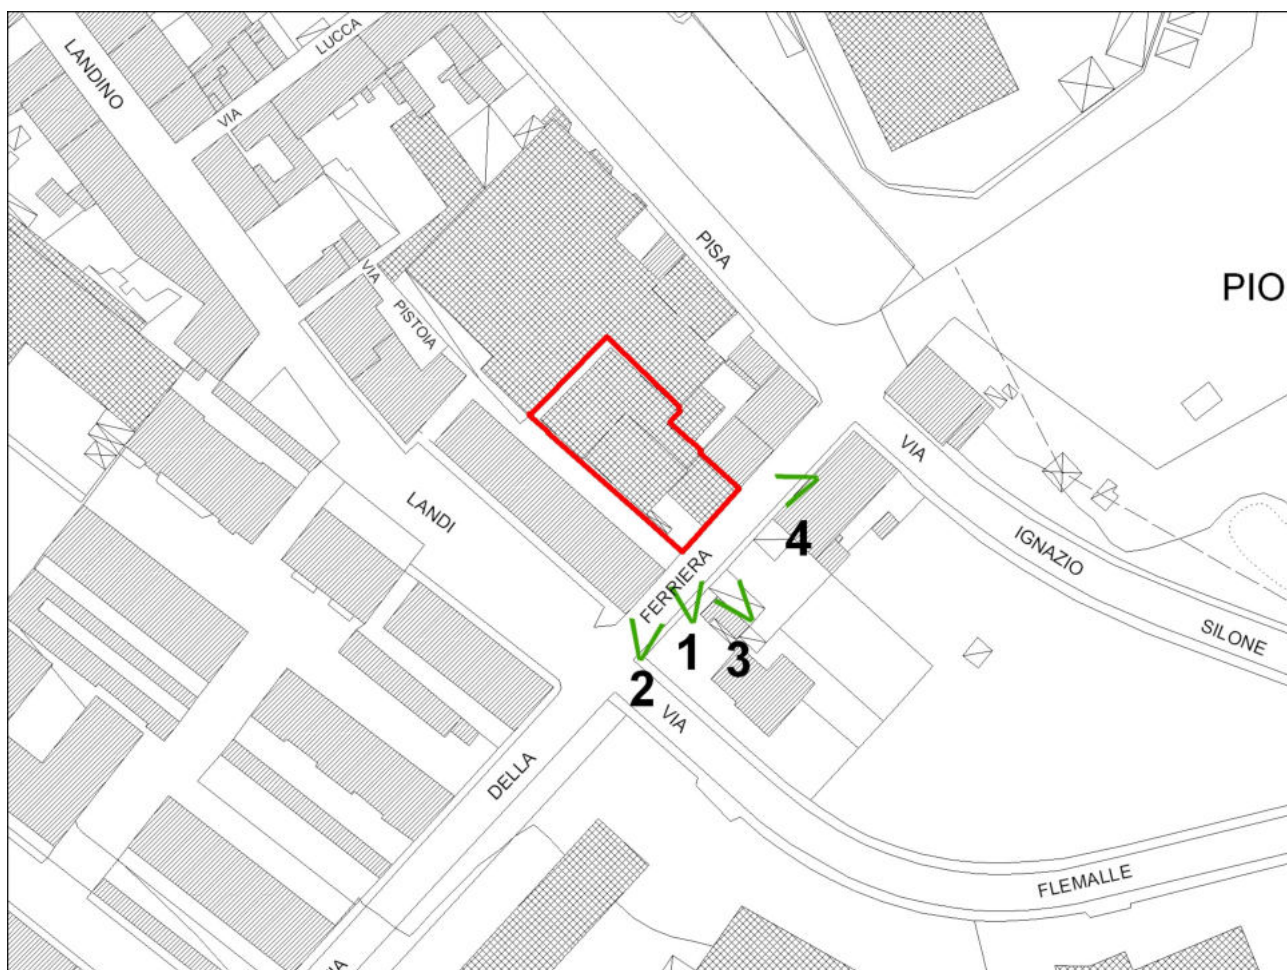 LANDINO
VIA
LUCCA
PISA
VIA
PISTOIA
PIO
LANDI
VIA
IGNAZIO
SILONE
FERRIERA
4
1
3
2
VIA
DELLA
FLEMALLE